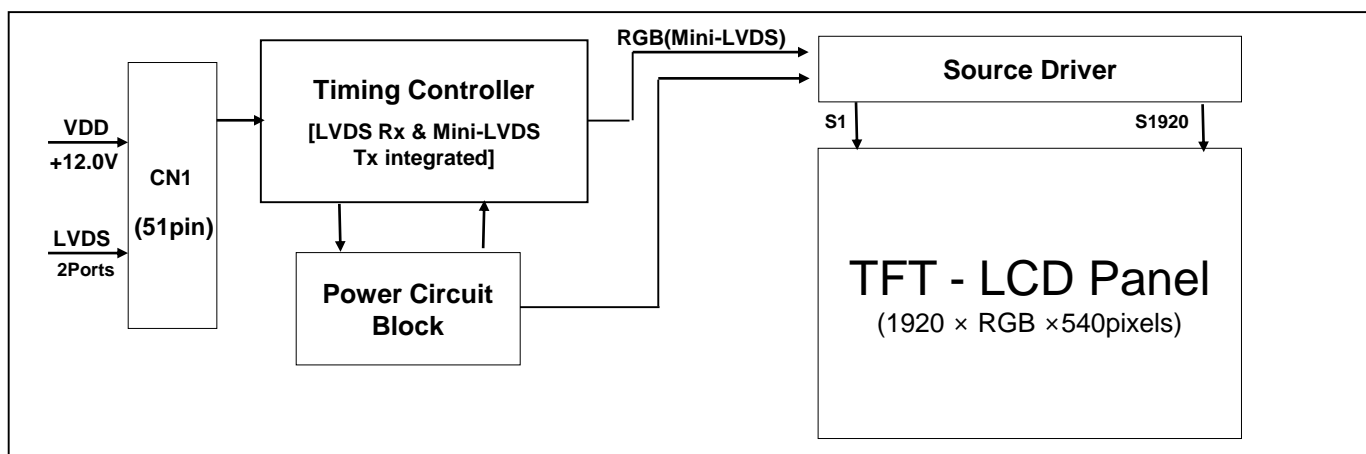 VDD
+12.0V
LVDS
2Ports
CN1
(51pin)
Timing Controller
[LVDS Rx & Mini-LVDS
Tx integrated]
Power Circuit
Block
RGB(Mini-LVDS)
Source Driver
S1
S1920
TFT - LCD Panel
(1920 × RGB ×540pixels)